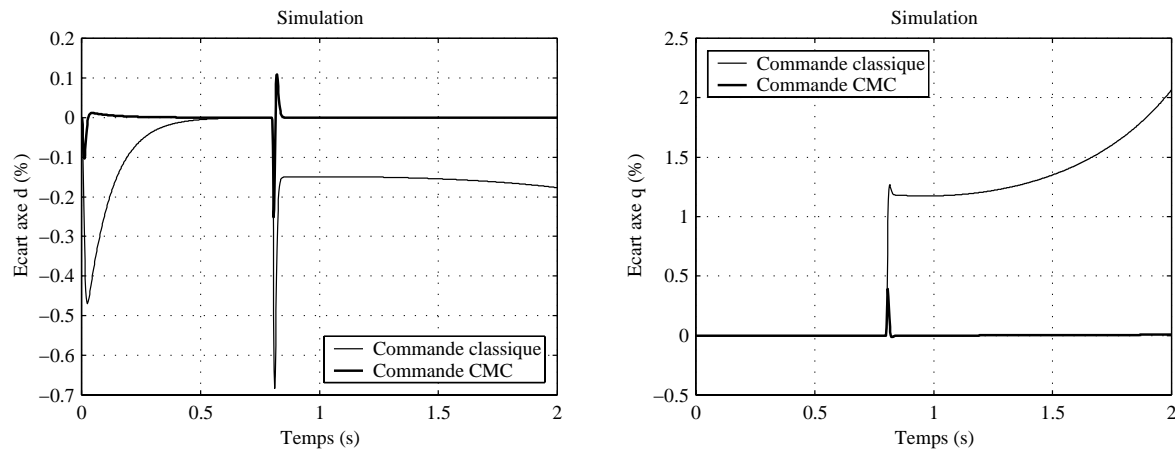 Simulation
0.2
0.1
0
−0.1
−0.2
−0.3
−0.4
−0.5
−0.6
−0.7
Ecart axe d (%)
Commande classique
Commande CMC
0
0.5
1
1.5
2
Temps (s)
Simulation
2.5
2
1.5
1
0.5
0
−0.5
Ecart axe q (%)
Commande classique
Commande CMC
0
0.5
1
1.5
2
Temps (s)